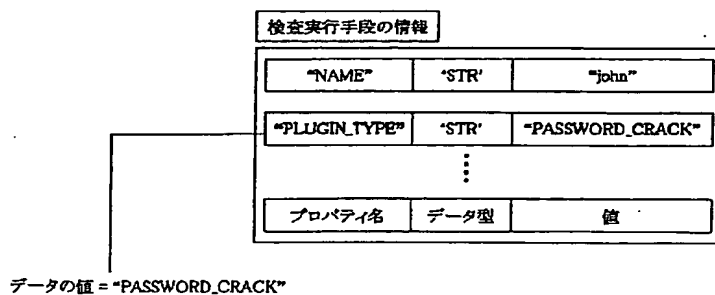 検査実行手段の情報
“NAME” ‘STR’ “john”
“PLUGIN_TYPE” ‘STR’ “PASSWORD_CRACK”
プロパティ名 データ型 値
データの値 = “PASSWORD_CRACK”